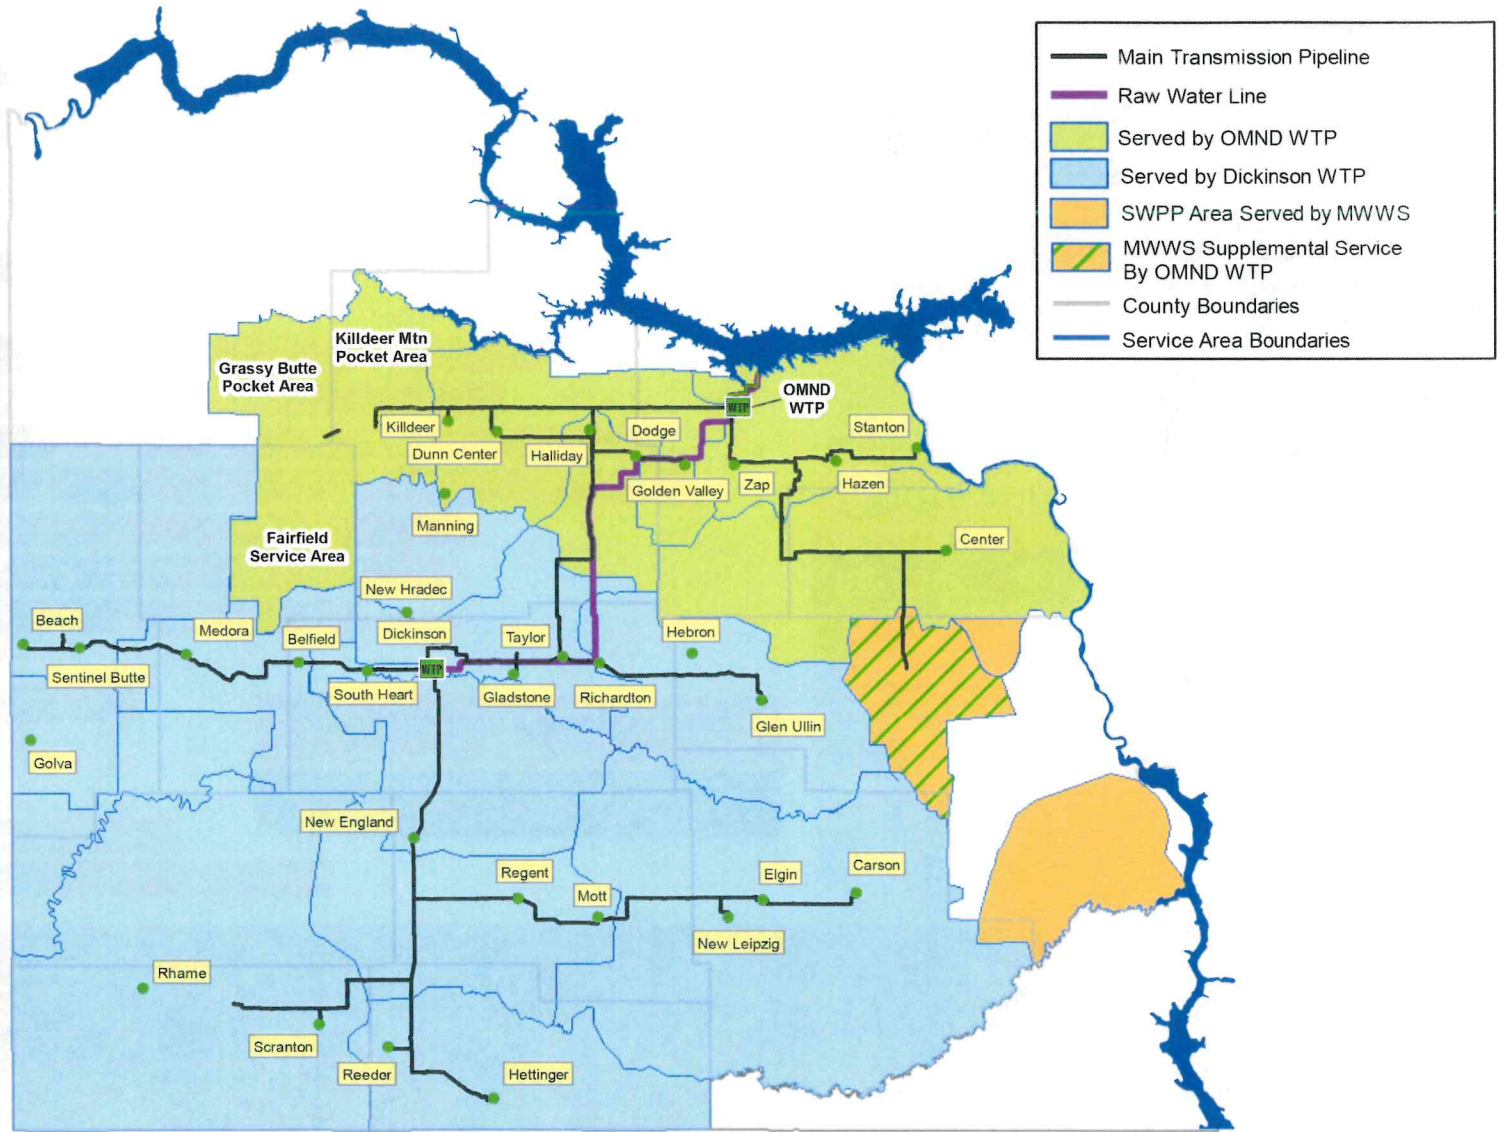 Main Transmission Pipeline
Raw Water Line
Served by OMND WTP
Served by Dickinson WTP
SWPP Area Served by MWWS
MWWS Supplemental Service
By OMND WTP
County Boundaries
Service Area Boundaries
Killdeer Mtn
Pocket Area
Grassy Butte
Pocket Area
OMND
WTP
WTP
Killdeer
Dodge
Stanton
Dunn Center
Halliday
Golden Valley
Zap
Hazen
Manning
Fairfield
Service Area
Center
New Hradec
Beach
Medora
Belfield
Dickinson
Taylor
Hebron
WTP
Sentinel Butte
South Heart
Gladstone
Richardton
Glen Ullin
Golva
New England
Regent
Mott
Elgin
Carson
New Leipzig
Rhame
Scranton
Reeder
Hettinger